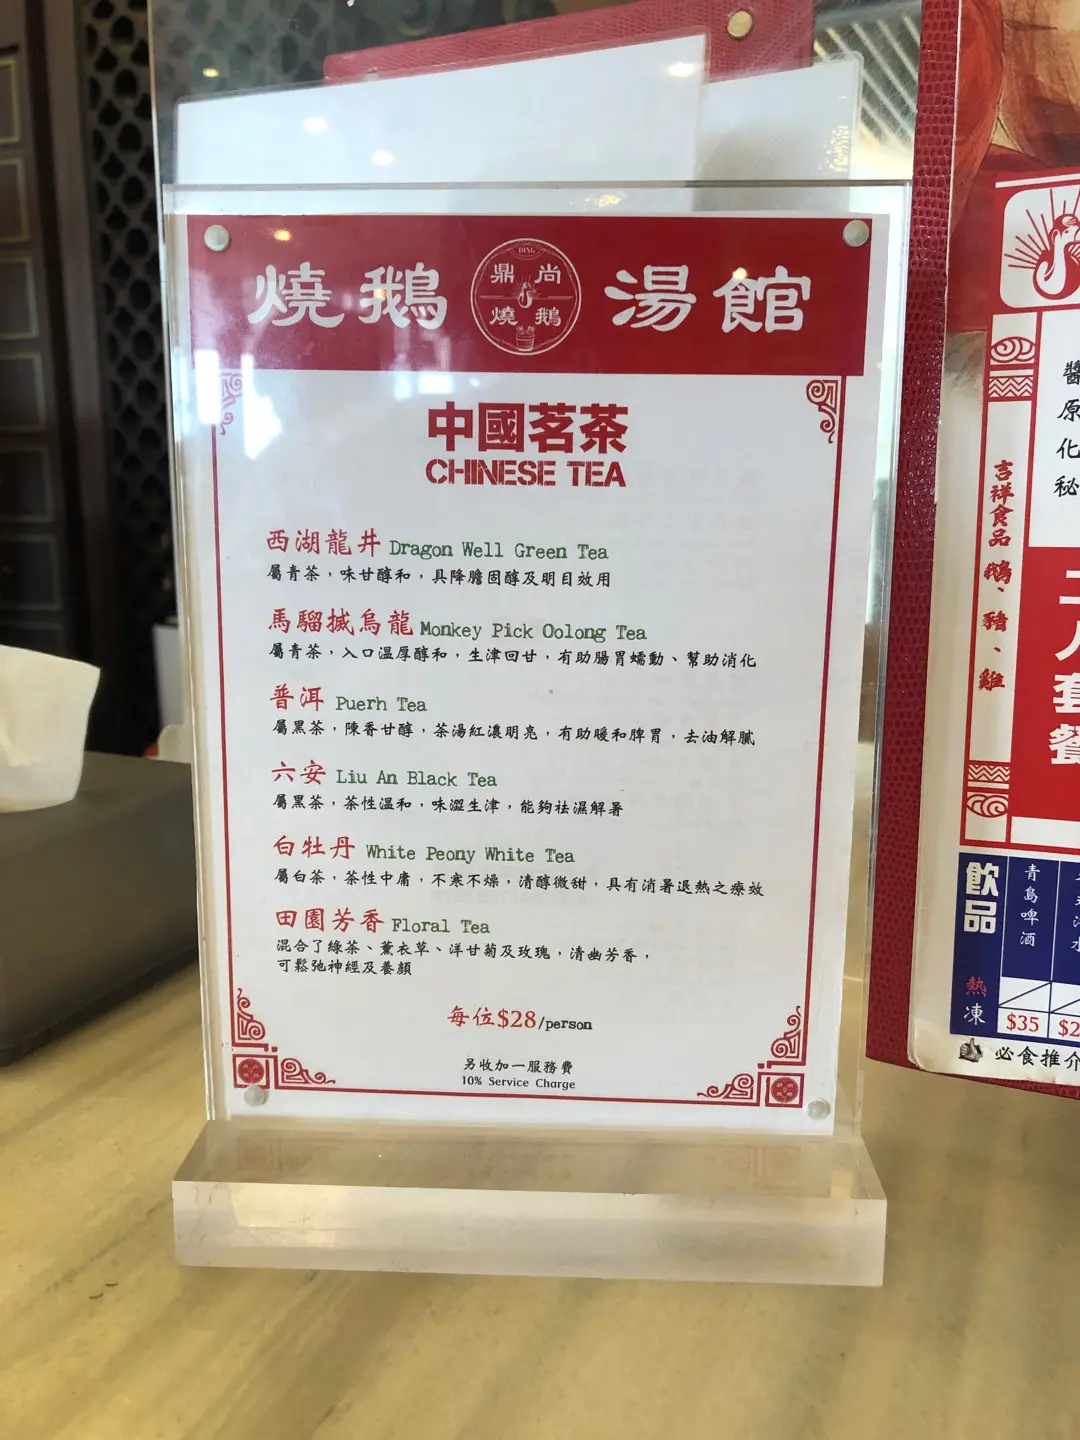 燒鵝 湯館
DING
鼎尚
燒鵝
中國茗茶
CHINESE TEA
西湖龍井 Dragon Well Green Tea
屬青茶，味甘醇和，具降膽固醇及明目效用
馬騮搣烏龍 Monkey Pick Oolong Tea
屬青茶，入口溫厚醇和，生津回甘，有助腸胃蠕動、幫助消化
普洱 Puerh Tea
屬黑茶，陳香甘醇，茶湯紅濃明亮，有助暖和脾胃，去油解膩
六安 Liu An Black Tea
屬黑茶，茶性溫和，味澀生津，能夠祛濕解暑
白牡丹 White Peony White Tea
屬白茶，茶性中庸，不寒不燥，清醇微甜，具有消暑退熱之療效
田園芳香 Floral Tea
混合了綠茶、薰衣草、洋甘菊及玫瑰，清幽芳香，
可鬆弛神經及養顏
每位$28/person
另收加一服務費
10% Service Charge
醬
原
化
秘
吉祥食品 鵝、豬、雞
套
餐
飲品
熱
凍
青島啤酒
$35
$2
必食推介